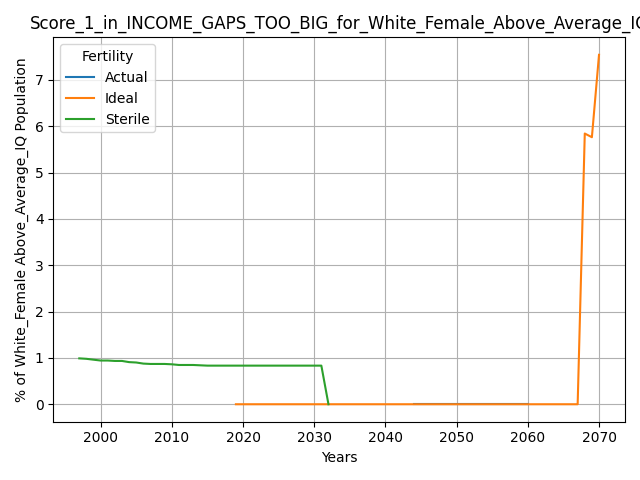 Score_1_in_INCOME_GAPS_TOO_BIG_for_White_Female_Above_Average_IQ
Fertility
Actual
Ideal
Sterile
% of White_Female Above_Average_IQ Population
7
6
5
4
3
2
1
0
2000 2010 2020 2030 2040 2050 2060 2070
Years